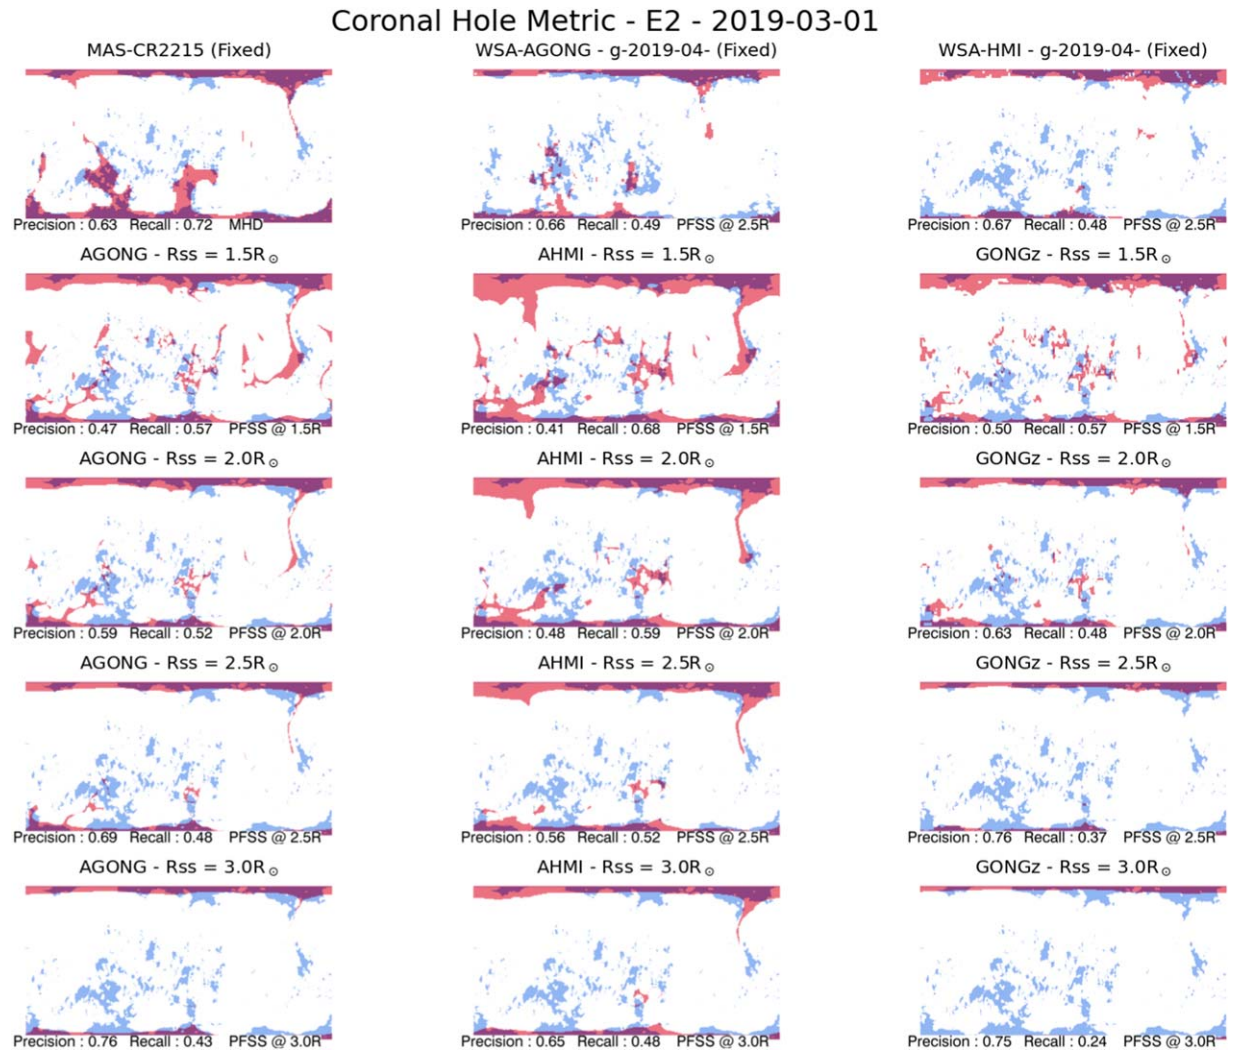 Coronal Hole Metric - E2 - 2019-03-01
MAS-CR2215 (Fixed) WSA-AGONG - g-2019-04- (Fixed) WSA-HMI - g-2019-04- (Fixed)
Precision : 0.63 Recall : 0.72 MHD Precision : 0.66 Recall : 0.49 PFSS @ 2.5R Precision : 0.67 Recall : 0.48 PFSS @ 2.5R
AGONG - Rss = 1.5R☉ AHMI - Rss = 1.5R☉ GONGz - Rss = 1.5R☉
Precision : 0.47 Recall : 0.57 PFSS @ 1.5R Precision : 0.41 Recall : 0.68 PFSS @ 1.5R Precision : 0.50 Recall : 0.57 PFSS @ 1.5R
AGONG - Rss = 2.0R☉ AHMI - Rss = 2.0R☉ GONGz - Rss = 2.0R☉
Precision : 0.59 Recall : 0.52 PFSS @ 2.0R Precision : 0.48 Recall : 0.59 PFSS @ 2.0R Precision : 0.63 Recall : 0.48 PFSS @ 2.0R
AGONG - Rss = 2.5R☉ AHMI - Rss = 2.5R☉ GONGz - Rss = 2.5R☉
Precision : 0.69 Recall : 0.48 PFSS @ 2.5R Precision : 0.56 Recall : 0.52 PFSS @ 2.5R Precision : 0.76 Recall : 0.37 PFSS @ 2.5R
AGONG - Rss = 3.0R☉ AHMI - Rss = 3.0R☉ GONGz - Rss = 3.0R☉
Precision : 0.76 Recall : 0.43 PFSS @ 3.0R Precision : 0.65 Recall : 0.48 PFSS @ 3.0R Precision : 0.75 Recall : 0.24 PFSS @ 3.0R